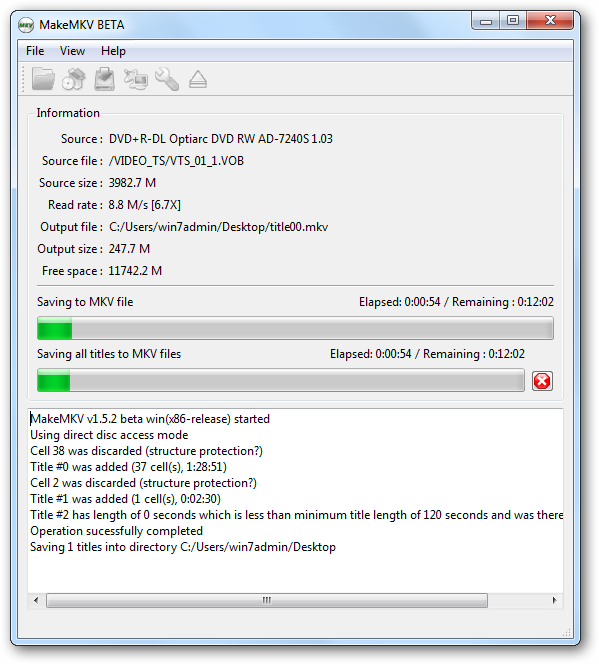 MakeMKV BETA
File View Help
Information
Source : DVD+R-DL Optiarc DVD RW AD-7240S 1.03
Source file : /VIDEO_TS/VTS_01_1.VOB
Source size : 3982.7 M
Read rate : 8.8 M/s [6.7X]
Output file : C:/Users/win7admin/Desktop/title00.mkv
Output size : 247.7 M
Free space : 11742.2 M
Saving to MKV file Elapsed: 0:00:54 / Remaining : 0:12:02
Saving all titles to MKV files Elapsed: 0:00:54 / Remaining : 0:12:02
MakeMKV v1.5.2 beta win(x86-release) started
Using direct disc access mode
Cell 38 was discarded (structure protection?)
Title #0 was added (37 cell(s), 1:28:51)
Cell 2 was discarded (structure protection?)
Title #1 was added (1 cell(s), 0:02:30)
Title #2 has length of 0 seconds which is less than minimum title length of 120 seconds and was there
Operation sucessfully completed
Saving 1 titles into directory C:/Users/win7admin/Desktop